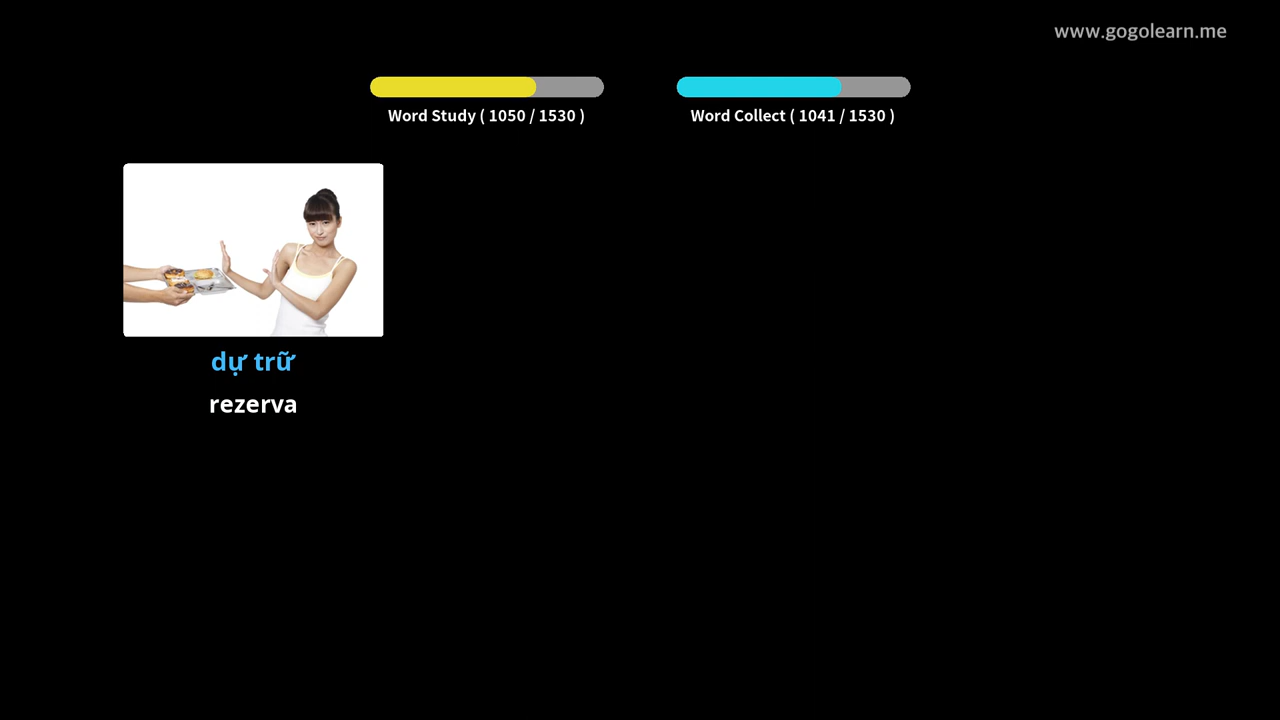 www.gogolearn.me
Word Study ( 1050 / 1530 )
Word Collect ( 1041 / 1530 )
dự trữ
rezerva